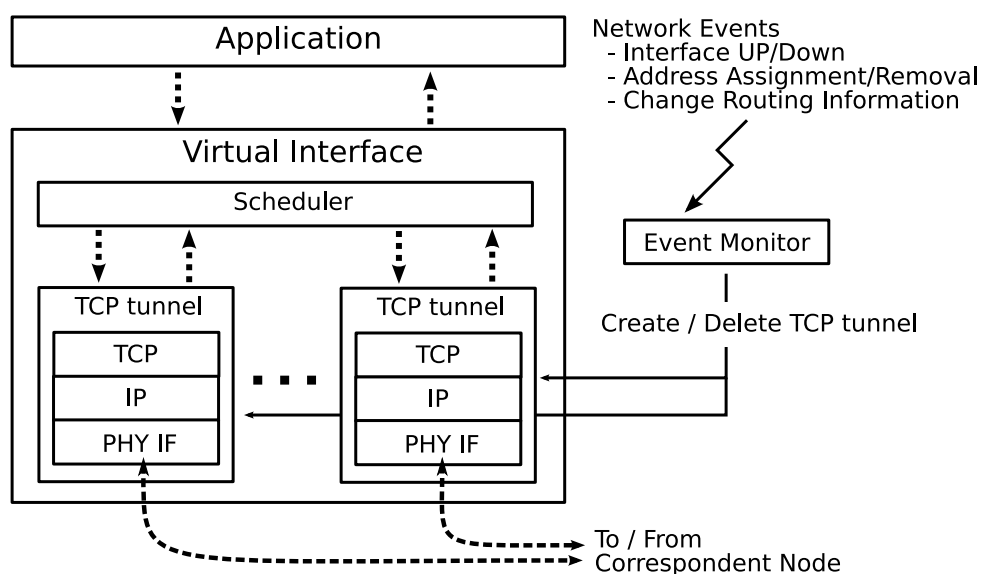 Application
Network Events
- Interface UP/Down
- Address Assignment/Removal
- Change Routing Information
Virtual Interface
Scheduler
Event Monitor
TCP tunnel
TCP
IP
PHY IF
TCP tunnel
TCP
IP
PHY IF
Create / Delete TCP tunnel
To / From
Correspondent Node